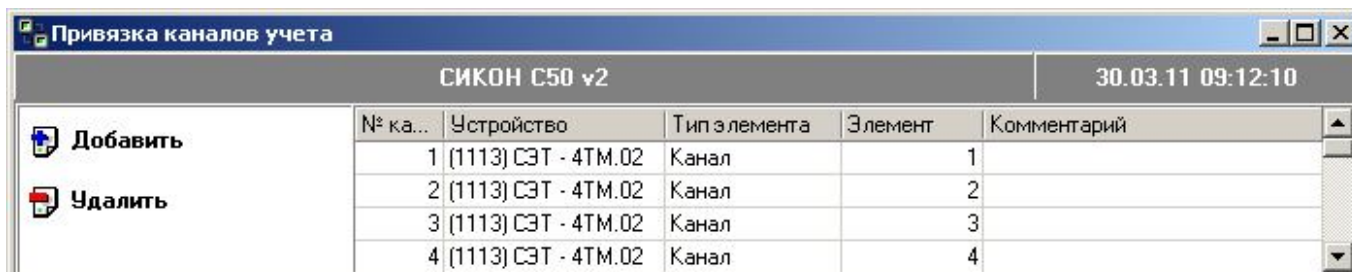 Привязка каналов учета
СИКОН С50 v2 30.03.11 09:12:10
Добавить
Удалить
№ ка... Устройство Тип элемента Элемент Комментарий
1 (1113) СЭТ - 4ТМ.02 Канал 1
2 (1113) СЭТ - 4ТМ.02 Канал 2
3 (1113) СЭТ - 4ТМ.02 Канал 3
4 (1113) СЭТ - 4ТМ.02 Канал 4